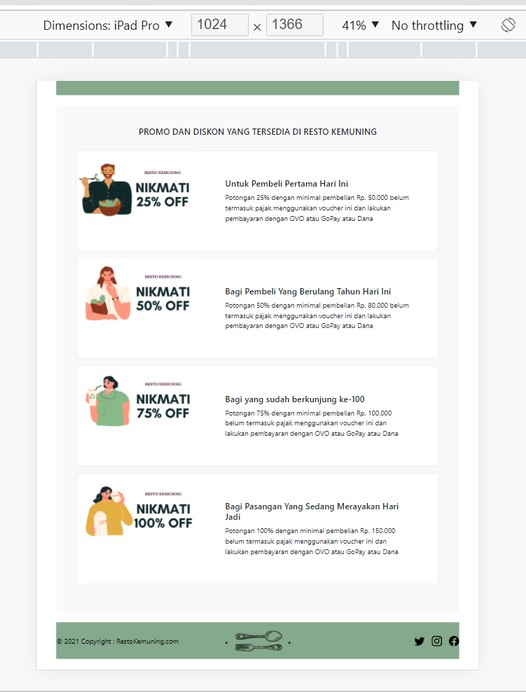 Dimensions: iPad Pro ▼ 1024 × 1366 41% ▼ No throttling ▼
PROMO DAN DISKON YANG TERSEDIA DI RESTO KEMUNING
RESTO KEMUNING
NIKMATI
25% OFF
Untuk Pembeli Pertama Hari Ini
Potongan 25% dengan minimal pembelian Rp. 50.000 belum
termasuk pajak menggunakan voucher ini dan lakukan
pembayaran dengan OVO atau GoPay atau Dana
RESTO KEMUNING
NIKMATI
50% OFF
Bagi Pembeli Yang Berulang Tahun Hari Ini
Potongan 50% dengan minimal pembelian Rp. 80.000 belum
termasuk pajak menggunakan voucher ini dan lakukan
pembayaran dengan OVO atau GoPay atau Dana
RESTO KEMUNING
NIKMATI
75% OFF
Bagi yang sudah berkunjung ke-100
Potongan 75% dengan minimal pembelian Rp. 100.000
belum termasuk pajak menggunakan voucher ini dan
lakukan pembayaran dengan OVO atau GoPay atau Dana
RESTO KEMUNING
NIKMATI
100% OFF
Bagi Pasangan Yang Sedang Merayakan Hari
Jadi
Potongan 100% dengan minimal pembelian Rp. 150.000
belum termasuk pajak menggunakan voucher ini dan
lakukan pembayaran dengan OVO atau GoPay atau Dana
© 2021 Copyright : RestoKemuning.com